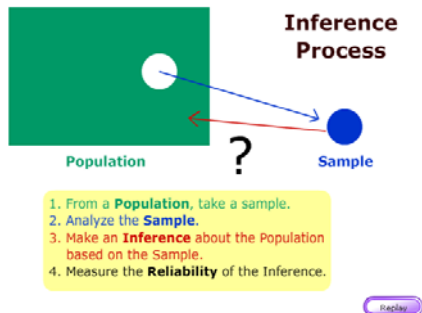 Inference
Process
Population
?
Sample
1. From a Population, take a sample.
2. Analyze the Sample.
3. Make an Inference about the Population
based on the Sample.
4. Measure the Reliability of the Inference.
Replay